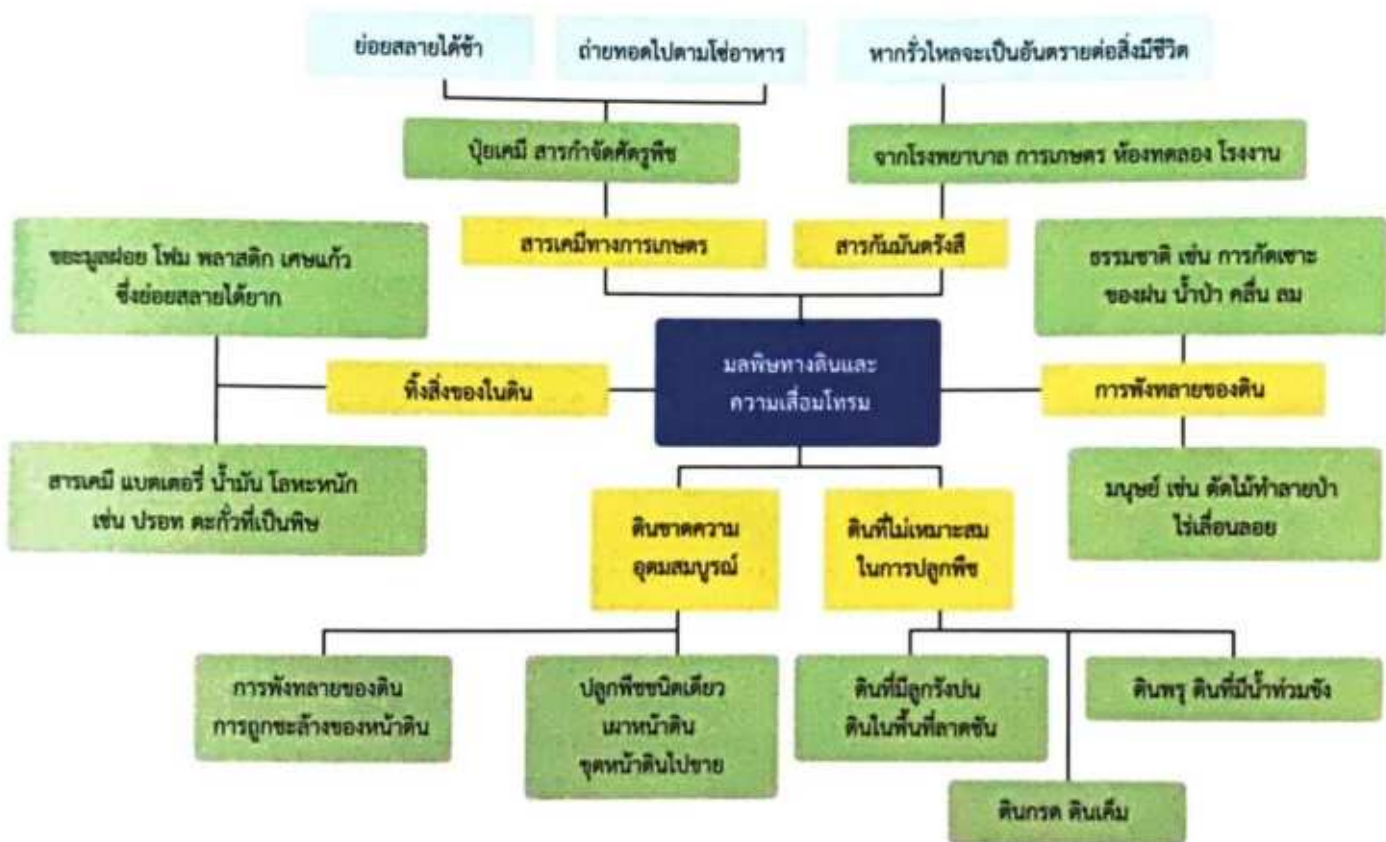 ย่อยสลายได้ช้า
ถ่ายทอดไปตามโซ่อาหาร
หากรั่วไหลจะเป็นอันตรายต่อสิ่งมีชีวิต
ปุ๋ยเคมี สารกำจัดศัตรูพืช
จากโรงพยาบาล การเกษตร ห้องทดลอง โรงงาน
สารเคมีทางการเกษตร
สารกัมมันตรังสี
ขยะมูลฝอย โฟม พลาสติก เศษแก้ว
ซึ่งย่อยสลายได้ยาก
ธรรมชาติ เช่น การกัดเซาะ
ของฝน น้ำป่า คลื่น ลม
มลพิษทางดินและ
ความเสื่อมโทรม
ทิ้งสิ่งของในดิน
การพังทลายของดิน
สารเคมี แบตเตอรี่ น้ำมัน โลหะหนัก
เช่น ปรอท ตะกั่วที่เป็นพิษ
มนุษย์ เช่น ตัดไม้ทำลายป่า
ไร่เลื่อนลอย
ดินขาดความ
อุดมสมบูรณ์
ดินที่ไม่เหมาะสม
ในการปลูกพืช
การพังทลายของดิน
การถูกชะล้างของหน้าดิน
ปลูกพืชชนิดเดียว
เผาหน้าดิน
ขุดหน้าดินไปขาย
ดินที่มีลูกรังปน
ดินในพื้นที่ลาดชัน
ดินพรุ ดินที่มีน้ำท่วมขัง
ดินกรด ดินเค็ม